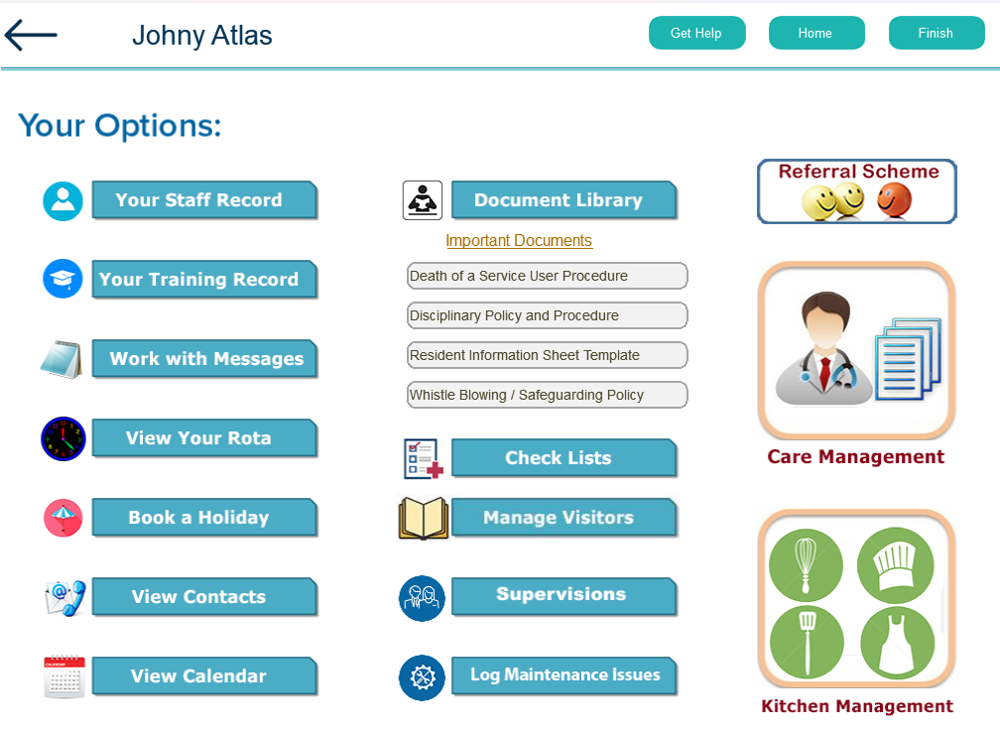 Johny Atlas
Get Help
Home
Finish
Your Options:
Your Staff Record
Your Training Record
Work with Messages
View Your Rota
Book a Holiday
View Contacts
CALENDAR
View Calendar
Document Library
Important Documents
Death of a Service User Procedure
Disciplinary Policy and Procedure
Resident Information Sheet Template
Whistle Blowing / Safeguarding Policy
Check Lists
Manage Visitors
Supervisions
Log Maintenance Issues
Referral Scheme
Care Management
Kitchen Management